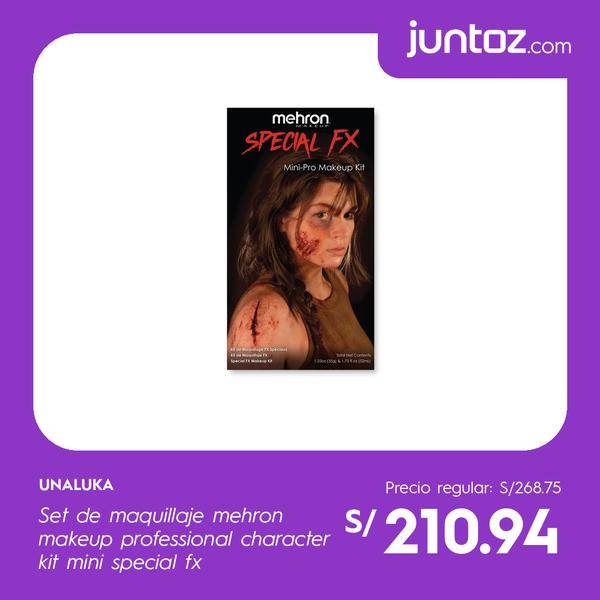 juntoz.com
mehron
MAKEUP
SPECIAL FX
Mini-Pro Makeup Kit
Kit de Maquillage FX Spéciaux
Kit de Maquillaje FX
Special FX Makeup Kit
Total Net Contents
UNALUKA
Precio regular: S/268.75
Set de maquillaje mehron
makeup professional character
kit mini special fx
S/210.94